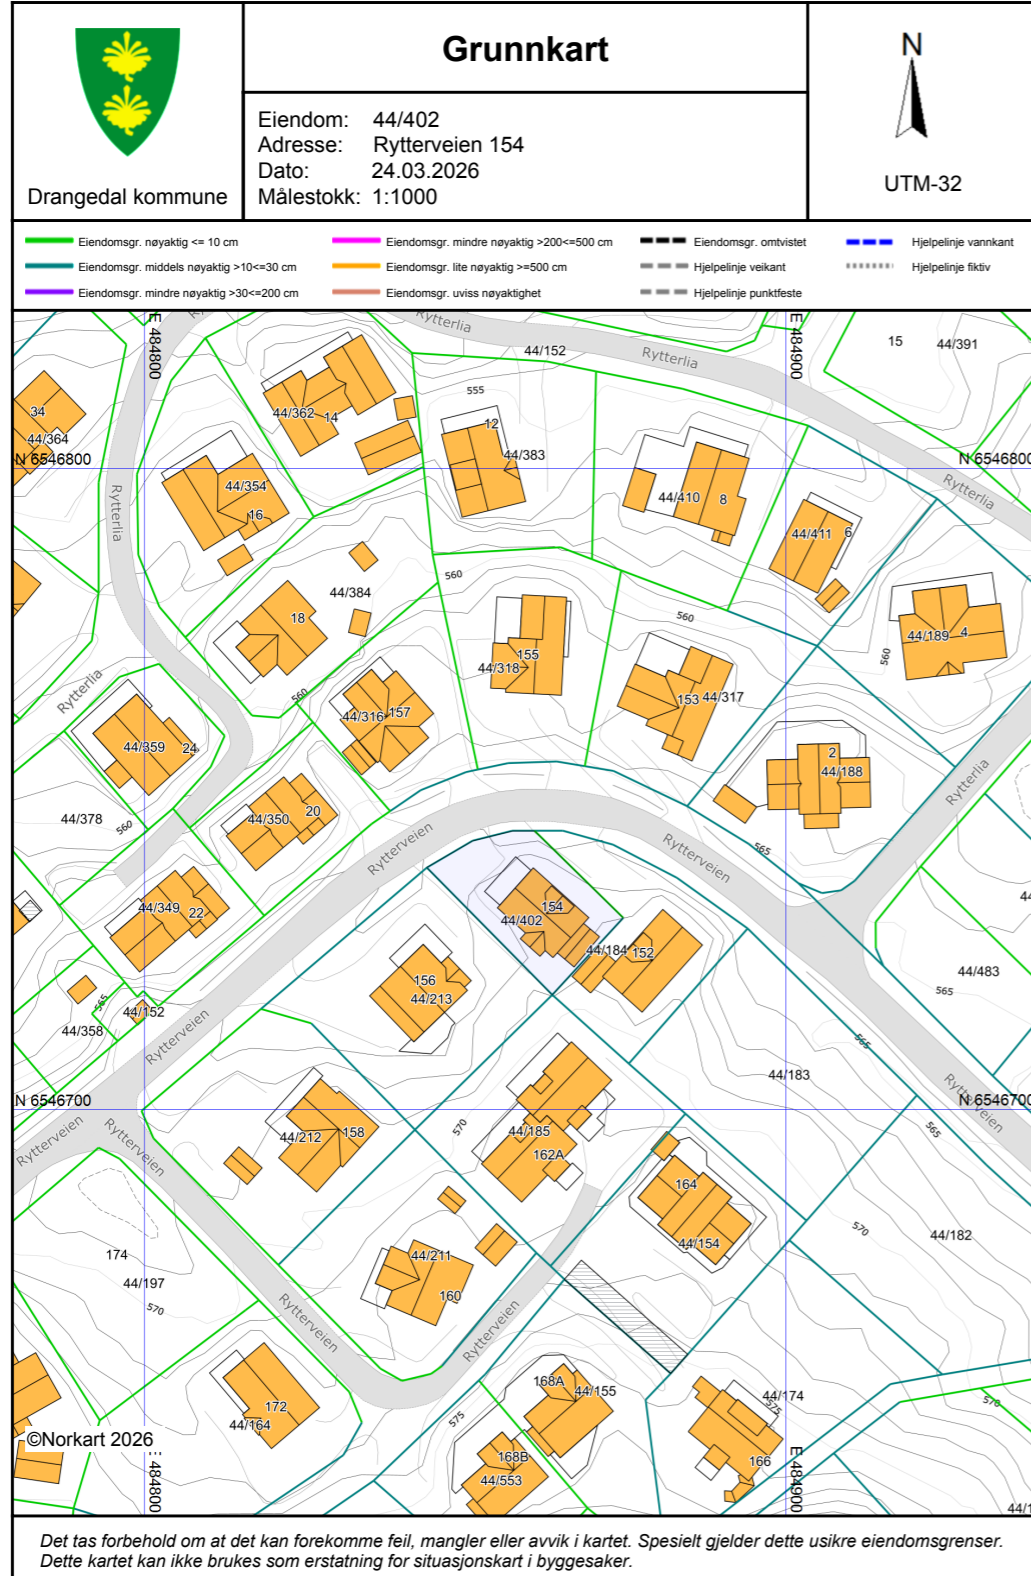 Grunnkart
N
Eiendom: 44/402
Adresse: Rytterveien 154
Dato: 24.03.2026
Målestokk: 1:1000
Drangedal kommune
UTM-32
Eiendomsgr. nøyaktig <= 10 cm
Eiendomsgr. middels nøyaktig >10<=30 cm
Eiendomsgr. mindre nøyaktig >30<=200 cm
Eiendomsgr. mindre nøyaktig >200<=500 cm
Eiendomsgr. lite nøyaktig >=500 cm
Eiendomsgr. uviss nøyaktighet
Eiendomsgr. omtvistet
Hjelpelinje veikant
Hjelpelinje punktfeste
Hjelpelinje vannkant
Hjelpelinje fiktiv
E 484800
Rytterlia
E 484900
44/152
Rytterlia
15
44/391
555
34
44/364
44/362
14
12
44/383
N 6546800
N 6546800
44/354
16
Rytterlia
44/410
8
Rytterlia
44/411
6
560
44/384
18
560
44/189
4
560
155
44/318
Rytterlia
560
44/316
157
153
44/317
44/359
24
2
44/188
Rytterlia
44/378
560
44/350
20
Rytterveien
Rytterveien
565
44/349
22
154
44/402
44/184
152
156
44/213
44/483
565
565
44/152
44/358
Rytterveien
565
44/183
N 6546700
N 6546700
Rytterveien
Rytterveien
Rytterveien
44/212
158
570
44/185
162A
565
164
44/154
570
44/182
174
44/197
570
44/211
160
Rytterveien
Rytterveien
168A
44/155
44/174
575
570
172
44/164
575
©Norkart 2026
168B
44/553
166
E 484800
E 484900
Det tas forbehold om at det kan forekomme feil, mangler eller avvik i kartet. Spesielt gjelder dette usikre eiendomsgrenser.
Dette kartet kan ikke brukes som erstatning for situasjonskart i byggesaker.